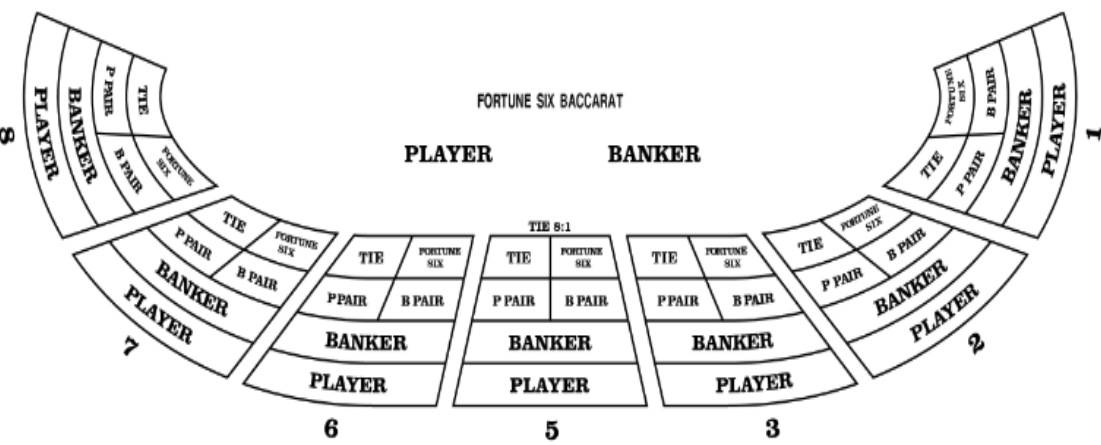 FORTUNE SIX BACCARAT
PLAYER BANKER
TIE 8:1
PLAYER
BANKER
P PAIR
TIE
B PAIR
FORTUNE
SIX
8
TIE
FORTUNE
SIX
P PAIR
B PAIR
BANKER
PLAYER
7
TIE
FORTUNE
SIX
P PAIR
B PAIR
BANKER
PLAYER
6
TIE
FORTUNE
SIX
P PAIR
B PAIR
BANKER
PLAYER
5
TIE
FORTUNE
SIX
P PAIR
B PAIR
BANKER
PLAYER
3
TIE
FORTUNE
SIX
P PAIR
B PAIR
BANKER
PLAYER
2
FORTUNE
SIX
B PAIR
TIE
P PAIR
BANKER
PLAYER
1